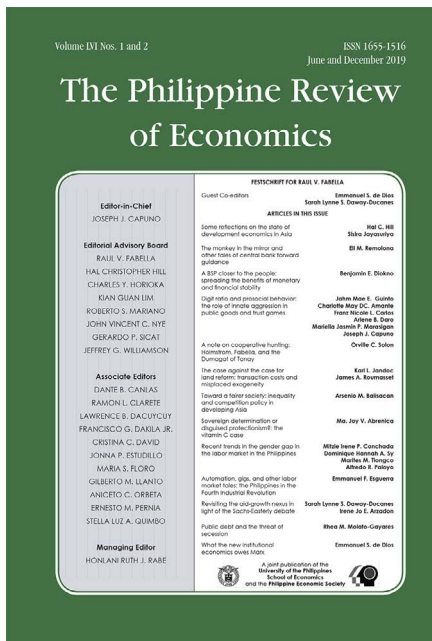 Volume LVI Nos. 1 and 2
ISSN 1655-1516
June and December 2019
The Philippine Review
of Economics
Editor-in-Chief
JOSEPH J. CAPUNO
Editorial Advisory Board
RAUL V. FABELLA
HAL CHRISTOPHER HILL
CHARLES Y. HORIOKA
KIAN GUAN LIM
ROBERTO S. MARIANO
JOHN VINCENT C. NYE
GERARDO P. SICAT
JEFFREY G. WILLIAMSON
Associate Editors
DANTE B. CANLAS
RAMON L. CLARETE
LAWRENCE B. DACUYCUY
FRANCISCO G. DAKILA JR.
CRISTINA C. DAVID
JONNA P. ESTUDILLO
MARIA S. FLORO
GILBERTO M. LLANTO
ANICETO C. ORBETA
ERNESTO M. PERNIA
STELLA LUZ A. QUIMBO
Managing Editor
HONLANI RUTH J. RABE
FESTSCHRIFT FOR RAUL V. FABELLA
Guest Co-editors
Emmanuel S. de Dios
Sarah Lynne S. Daway-Ducanes
ARTICLES IN THIS ISSUE
Some reflections on the state of
development economics in Asia
Hal C. Hill
Sisira Jayasuriya
The monkey in the mirror and
other tales of central bank forward
guidance
Eli M. Remolona
A BSP closer to the people:
spreading the benefits of monetary
and financial stability
Benjamin E. Diokno
Digit ratio and prosocial behavior:
the role of innate aggression in
public goods and trust games
Jahm Mae E. Guinto
Charlotte May DC. Amante
Franz Nicole L. Carlos
Arlene B. Daro
Mariella Jasmin P. Marasigan
Joseph J. Capuno
A note on cooperative hunting:
Holmstrom, Fabella, and the
Dumagat of Tanay
Orville C. Solon
The case against the case for
land reform: transaction costs and
misplaced exogeneity
Karl L. Jandoc
James A. Roumasset
Toward a fairer society: inequality
and competition policy in
developing Asia
Arsenio M. Balisacan
Sovereign determination or
disguised protectionism?: the
vitamin C case
Ma. Joy V. Abrenica
Recent trends in the gender gap in
the labor market in the Philippines
Mitzie Irene P. Conchada
Dominique Hannah A. Sy
Marites M. Tiongco
Alfredo R. Paloyo
Automation, gigs, and other labor
market tales: the Philippines in the
Fourth Industrial Revolution
Emmanuel F. Esguerra
Revisiting the aid-growth nexus in
light of the Sachs-Easterly debate
Sarah Lynne S. Daway-Ducanes
Irene Jo E. Arzadon
Public debt and the threat of
secession
Rhea M. Molato-Gayares
What the new institutional
economics owes Marx
Emmanuel S. de Dios
A joint publication of the
University of the Philippines
School of Economics
and the Philippine Economic Society